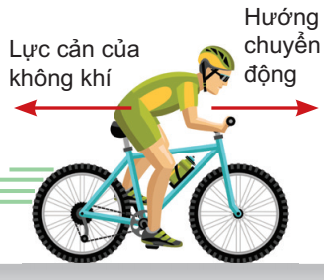 Lực cản của
không khí
Hướng
chuyển
động